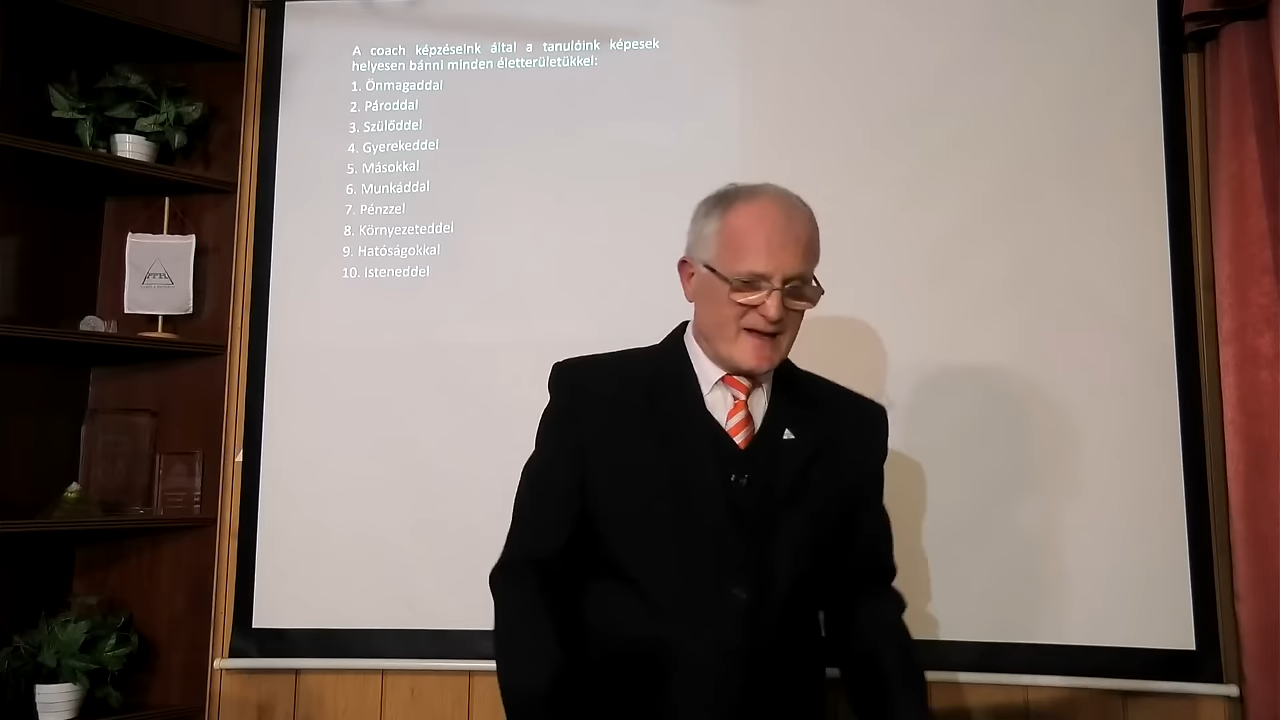 A coach képzéseink által a tanulóink képesek
helyesen bánni minden életterületükkel:
1. Önmagaddal
2. Pároddal
3. Szülőddel
4. Gyerekeddel
5. Másokkal
6. Munkáddal
7. Pénzzel
8. Környezeteddel
9. Hatóságokkal
10. Isteneddel